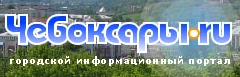 Чебоксары.ru
городской информационный портал